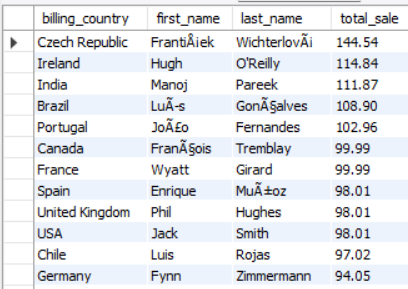 billing_country first_name last_name total_sale
Czech Republic FrantiÅiek WichterlovÃi 144.54
Ireland Hugh O'Reilly 114.84
India Manoj Pareek 111.87
Brazil LuÃ-s GonÃ§alves 108.90
Portugal JoÃ£o Fernandes 102.96
Canada FranÃ§ois Tremblay 99.99
France Wyatt Girard 99.99
Spain Enrique MuÃ±oz 98.01
United Kingdom Phil Hughes 98.01
USA Jack Smith 98.01
Chile Luis Rojas 97.02
Germany Fynn Zimmermann 94.05